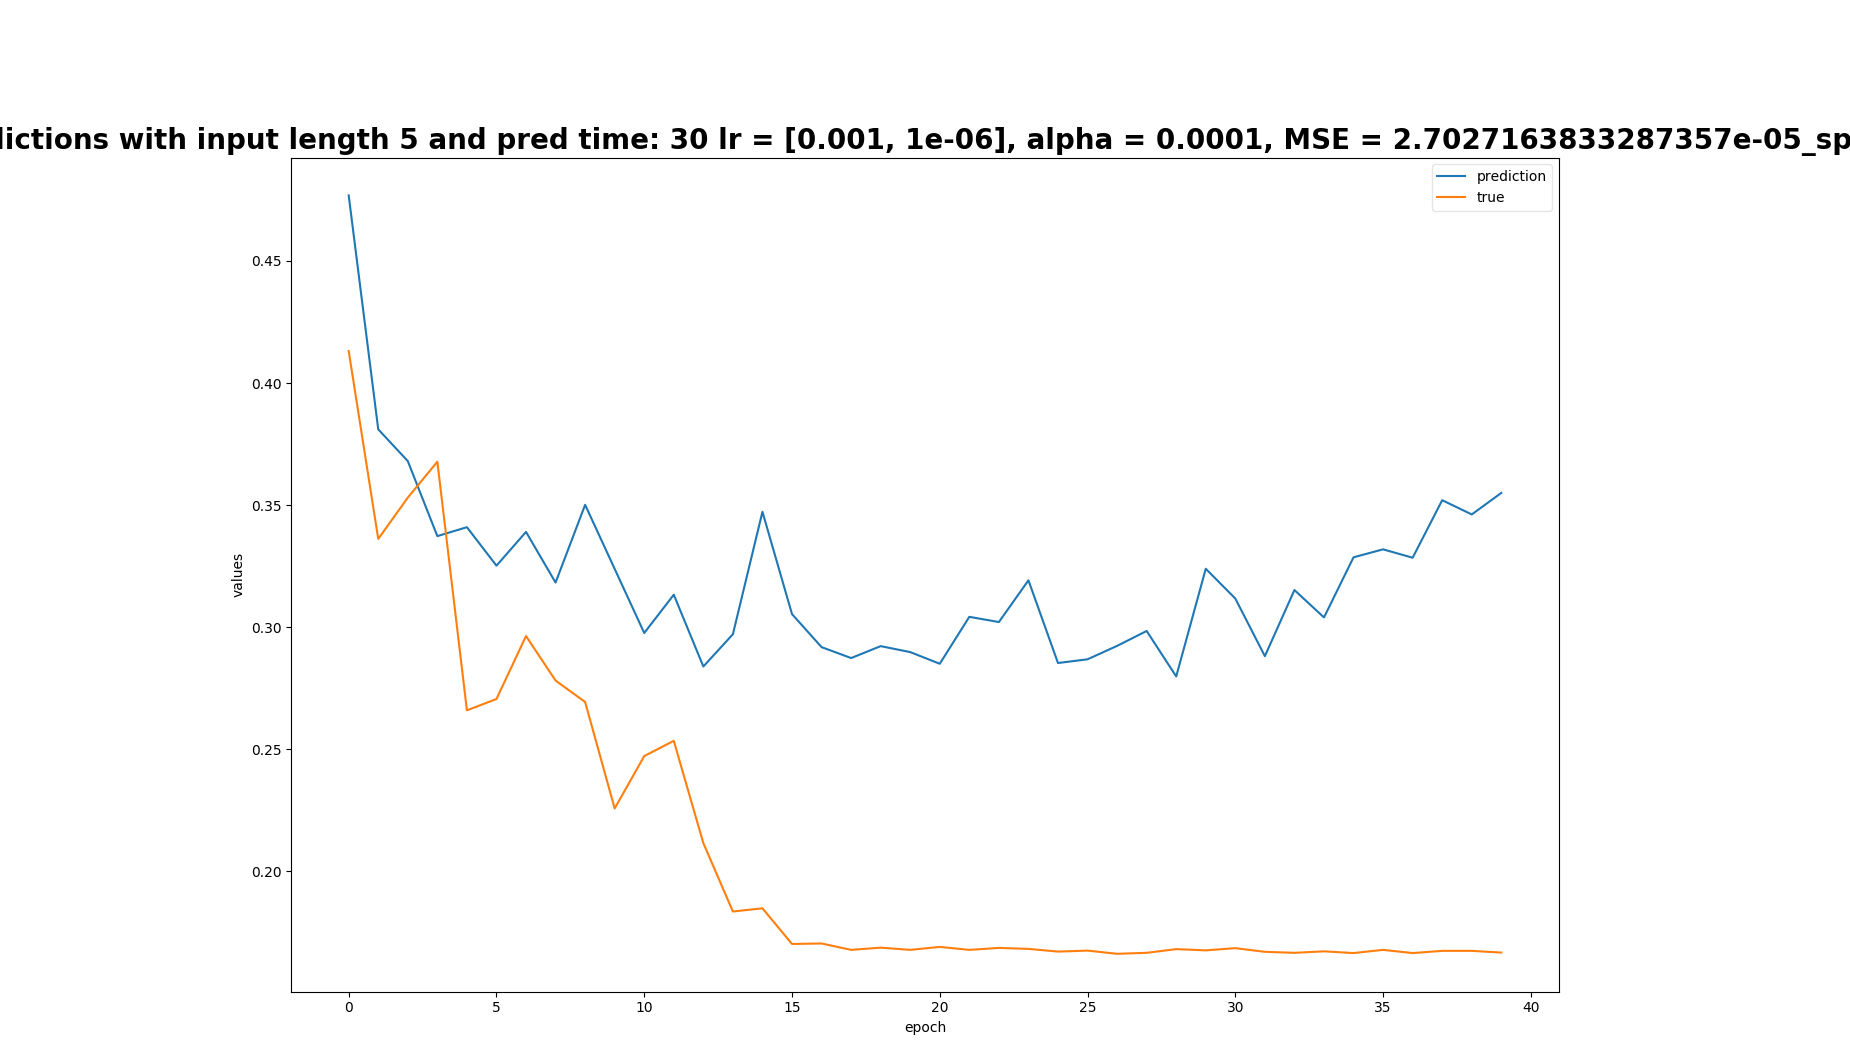 dictions with input length 5 and pred time: 30 lr = [0.001, 1e-06], alpha = 0.0001, MSE = 2.7027163833287357e-05_sp
prediction
true
0.45
0.40
0.35
0.30
0.25
0.20
values
0 5 10 15 20 25 30 35 40
epoch